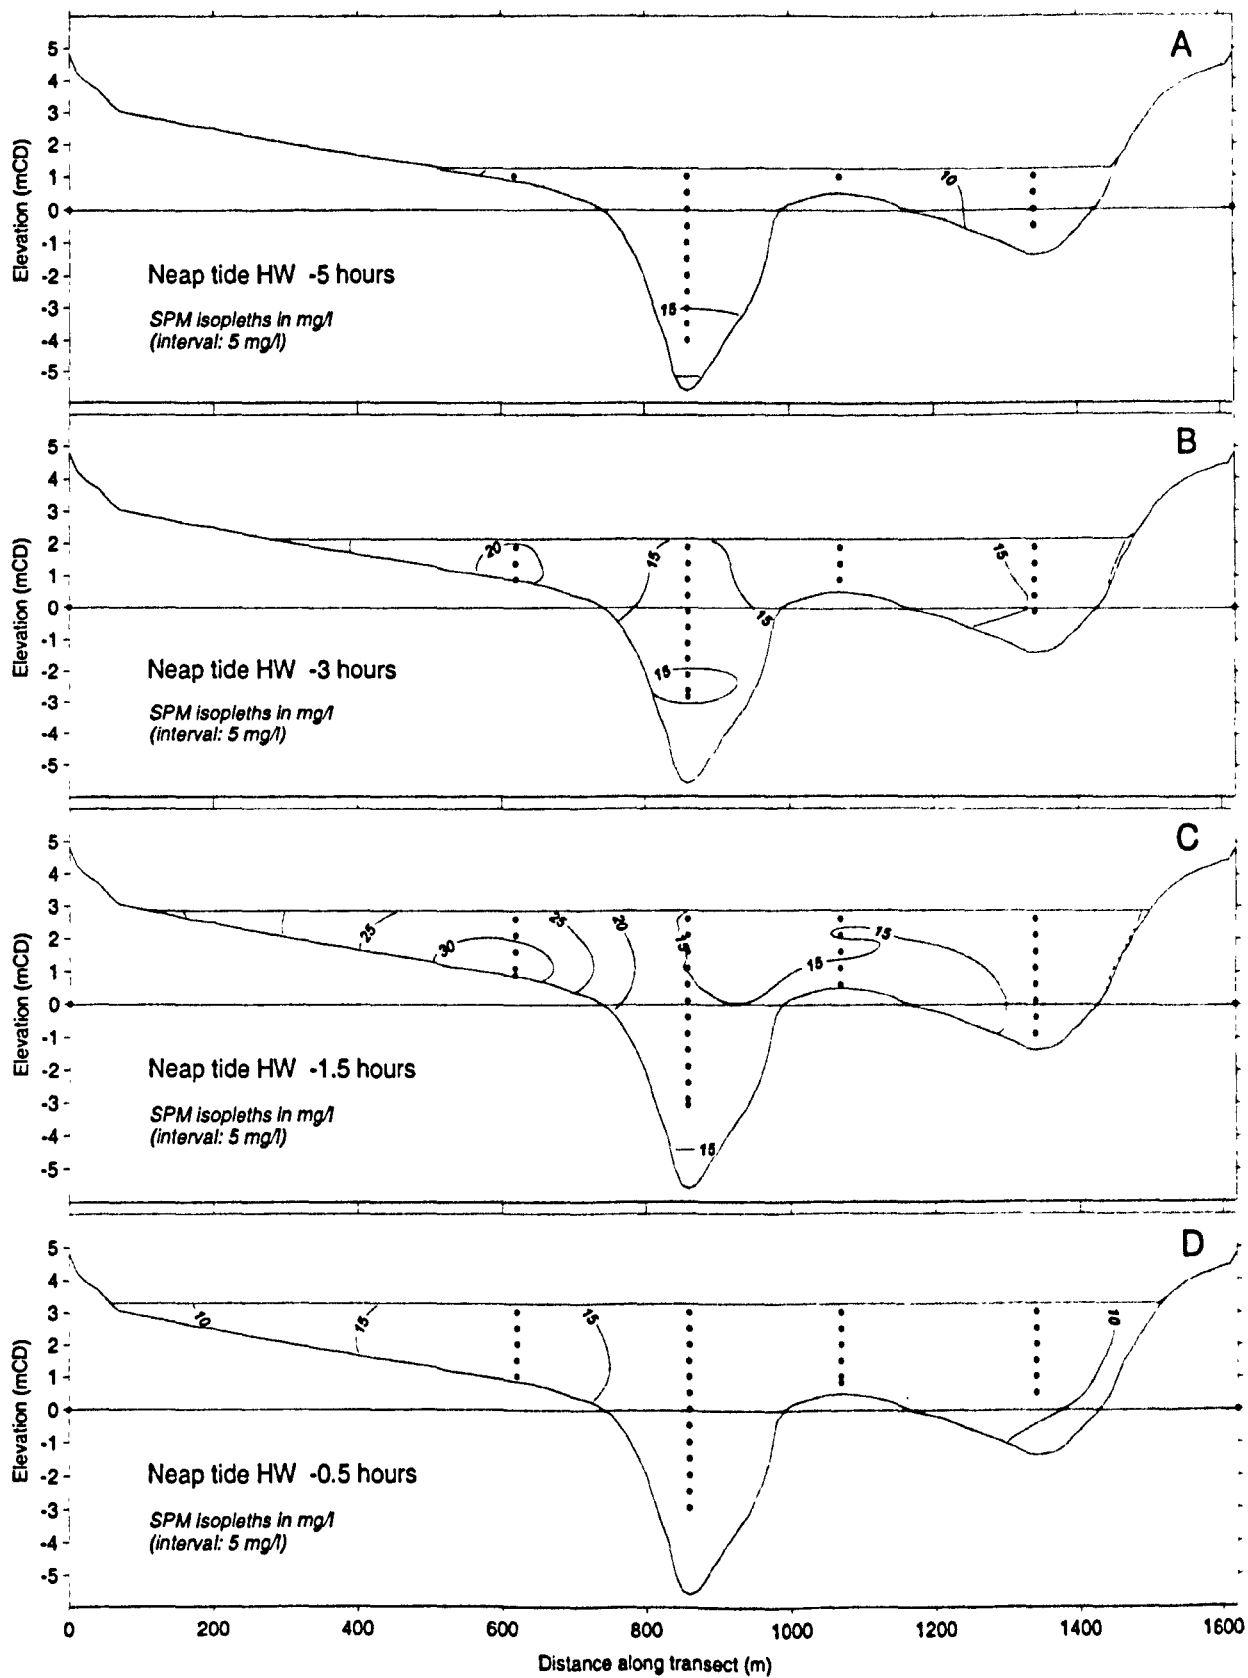 A
5
4
3
2
1
0
-1
-2
-3
-4
-5
Elevation (mCD)
10
15
Neap tide HW -5 hours
SPM isopleths in mg/l
(interval: 5 mg/l)
B
5
4
3
2
1
0
-1
-2
-3
-4
-5
Elevation (mCD)
20
15
15
15
15
Neap tide HW -3 hours
SPM isopleths in mg/l
(interval: 5 mg/l)
C
5
4
3
2
1
0
-1
-2
-3
-4
-5
Elevation (mCD)
25
30
25
20
15
15
15
15
Neap tide HW -1.5 hours
SPM isopleths in mg/l
(interval: 5 mg/l)
D
5
4
3
2
1
0
-1
-2
-3
-4
-5
Elevation (mCD)
10
15
15
10
Neap tide HW -0.5 hours
SPM isopleths in mg/l
(interval: 5 mg/l)
0 200 400 600 800 1000 1200 1400 1600
Distance along transect (m)